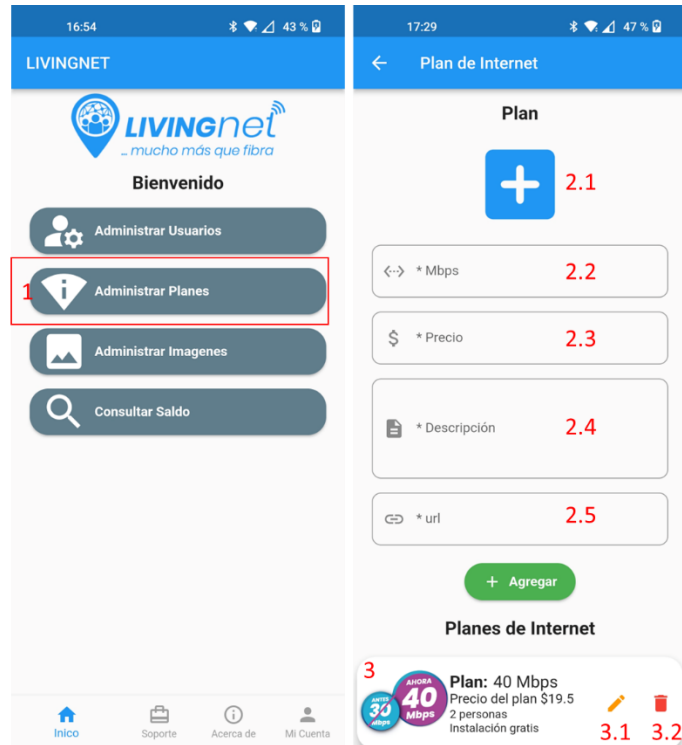 16:54
43 %
LIVINGNET
LIVINGnet
... mucho más que fibra
Bienvenido
Administrar Usuarios
1
Administrar Planes
Administrar Imagenes
Consultar Saldo
Inico
Soporte
Acerca de
Mi Cuenta
17:29
47 %
Plan de Internet
Plan
2.1
* Mbps
2.2
* Precio
2.3
* Descripción
2.4
* url
2.5
+ Agregar
Planes de Internet
3
ANTES
30
Mbps
AHORA
40
Mbps
Plan: 40 Mbps
Precio del plan $19.5
2 personas
Instalación gratis
3.1
3.2